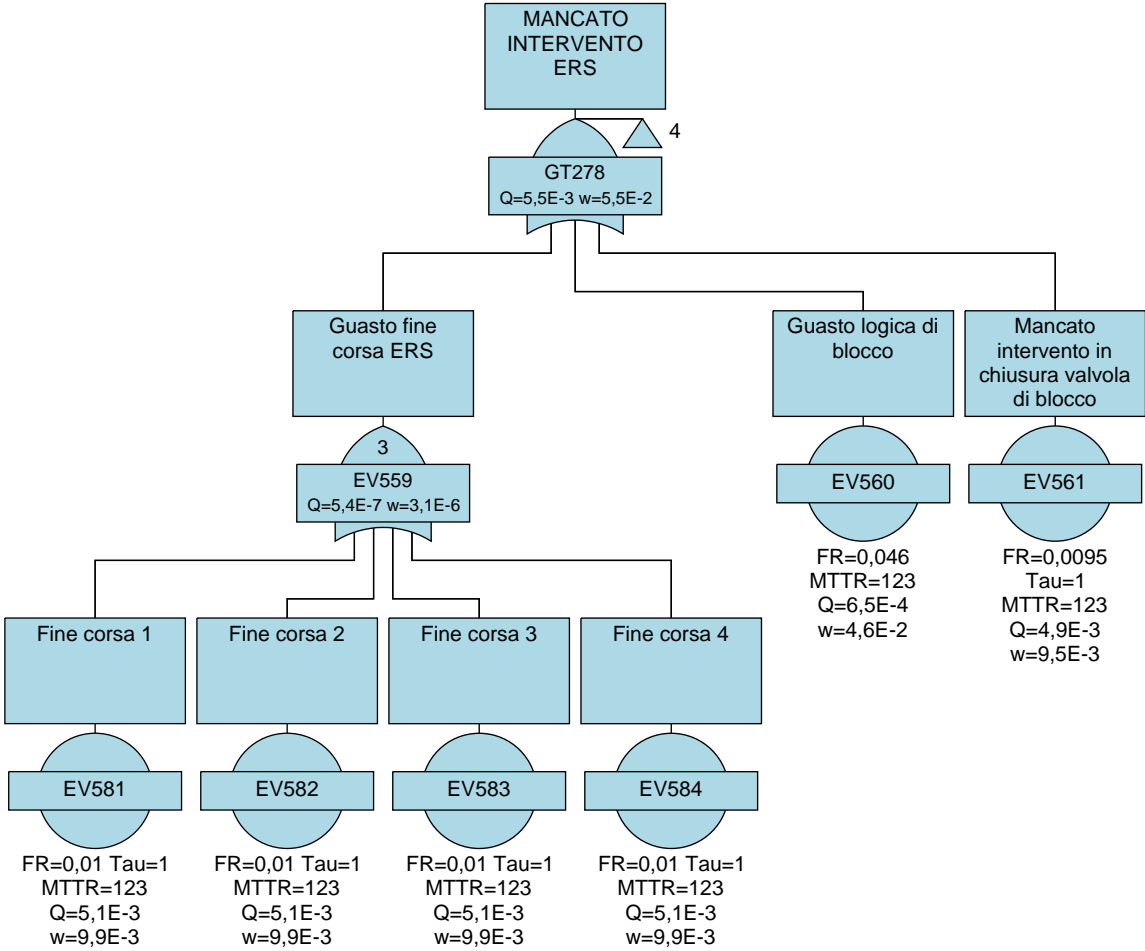 MANCATO
INTERVENTO
ERS
4
GT278
Q=5,5E-3 w=5,5E-2
Guasto fine
corsa ERS
Guasto logica di
blocco
Mancato
intervento in
chiusura valvola
di blocco
3
EV559
Q=5,4E-7 w=3,1E-6
EV560
FR=0,046
MTTR=123
Q=6,5E-4
w=4,6E-2
EV561
FR=0,0095
Tau=1
MTTR=123
Q=4,9E-3
w=9,5E-3
Fine corsa 1
Fine corsa 2
Fine corsa 3
Fine corsa 4
EV581
FR=0,01 Tau=1
MTTR=123
Q=5,1E-3
w=9,9E-3
EV582
FR=0,01 Tau=1
MTTR=123
Q=5,1E-3
w=9,9E-3
EV583
FR=0,01 Tau=1
MTTR=123
Q=5,1E-3
w=9,9E-3
EV584
FR=0,01 Tau=1
MTTR=123
Q=5,1E-3
w=9,9E-3